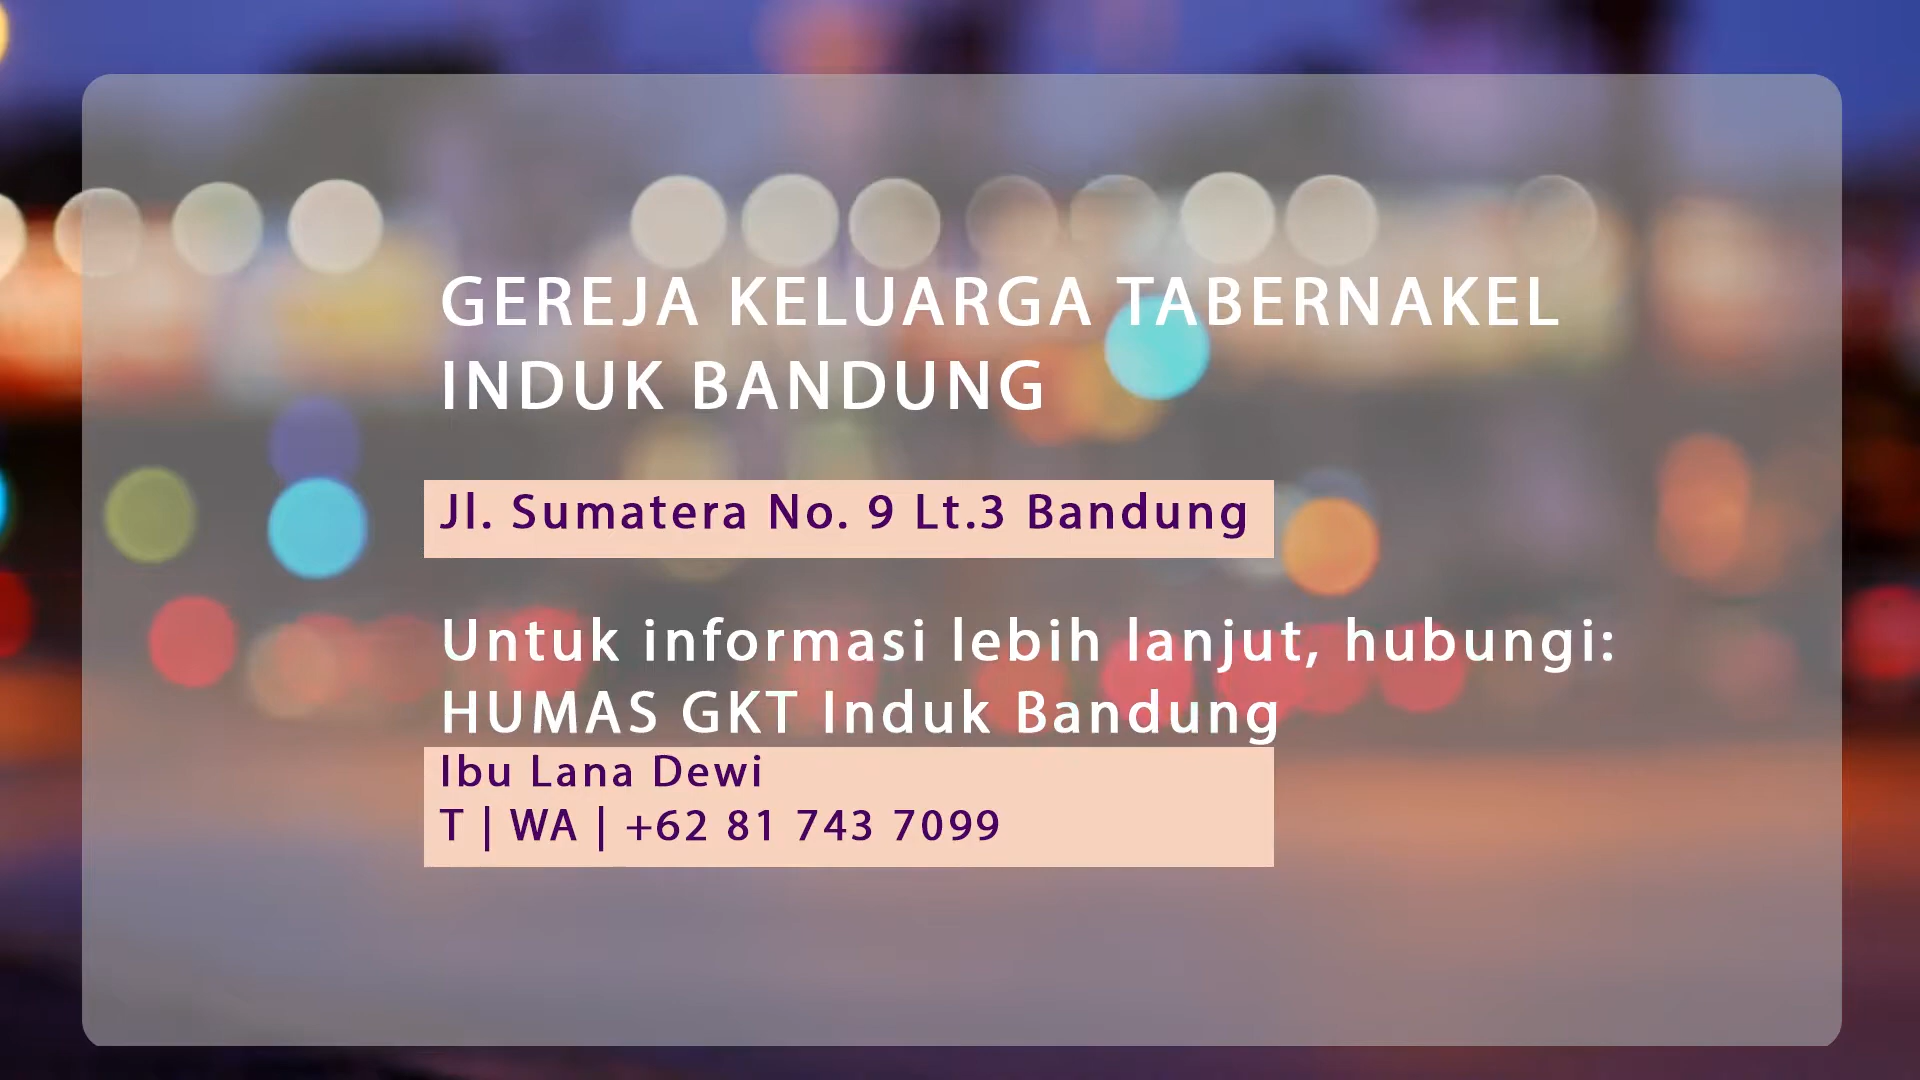 GEREJA KELUARGA TABERNAKEL
INDUK BANDUNG
Jl. Sumatera No. 9 Lt.3 Bandung
Untuk informasi lebih lanjut, hubungi:
HUMAS GKT Induk Bandung
Ibu Lana Dewi
T | WA | +62 81 743 7099